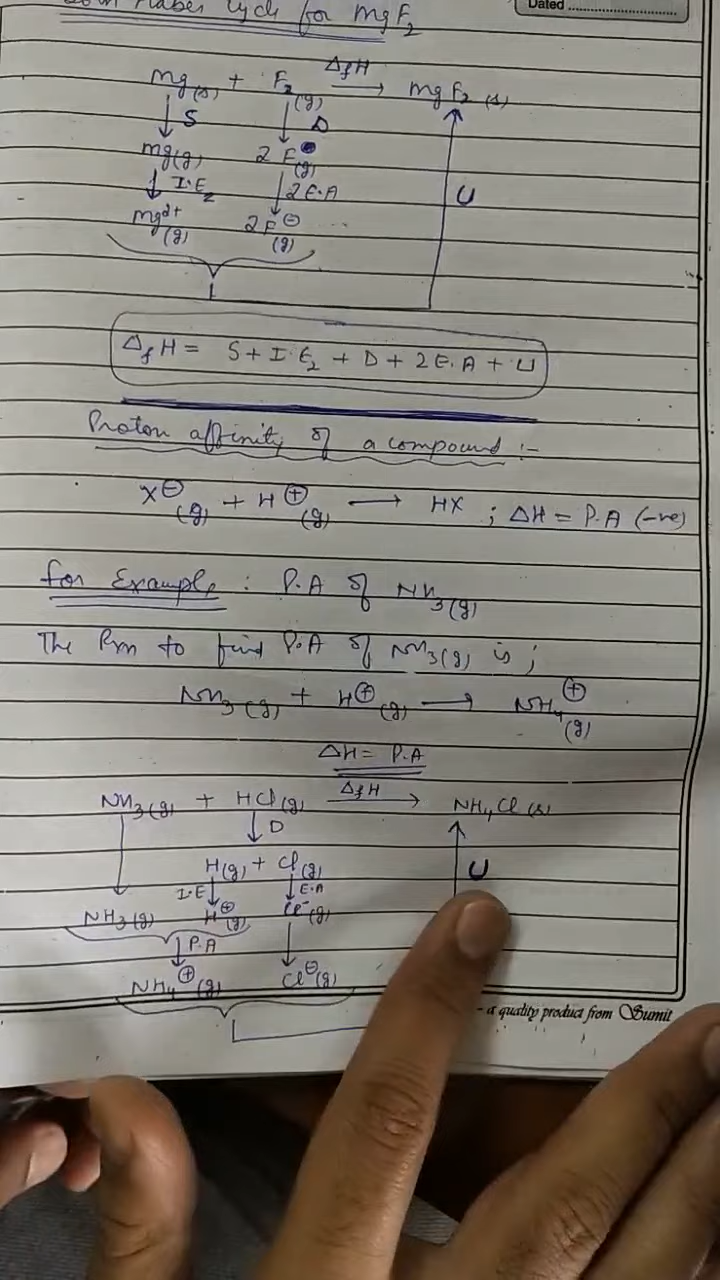 Born Haber Cycle for MgF2
Dated
Mg(s) + F2(g) ΔfH → MgF2(s)
↓ S ↓ D
Mg(g) 2F(g)
↓ I.E2 ↓ 2E.A U
Mg2+(g) 2F⊖(g)
ΔfH = S + I.E2 + D + 2E.A + U
Proton affinity of a compound :-
X⊖(g) + H⊕(g) → HX ; ΔH = P.A (-ve)
for Example : P.A of NH3(g)
The Rxn to find P.A of NH3(g) is ;
NH3(g) + H⊕(g) → NH4⊕(g)
ΔH = P.A
NH3(g) + HCl(g) ΔfH → NH4Cl(s)
↓ D
H(g) + Cl(g) U
I.E ↓ ↓ E.A
NH3(g) H⊕(g) Cl-(g)
↓ P.A
NH4⊕(g) Cl⊖(g)
- a quality product from Sumit